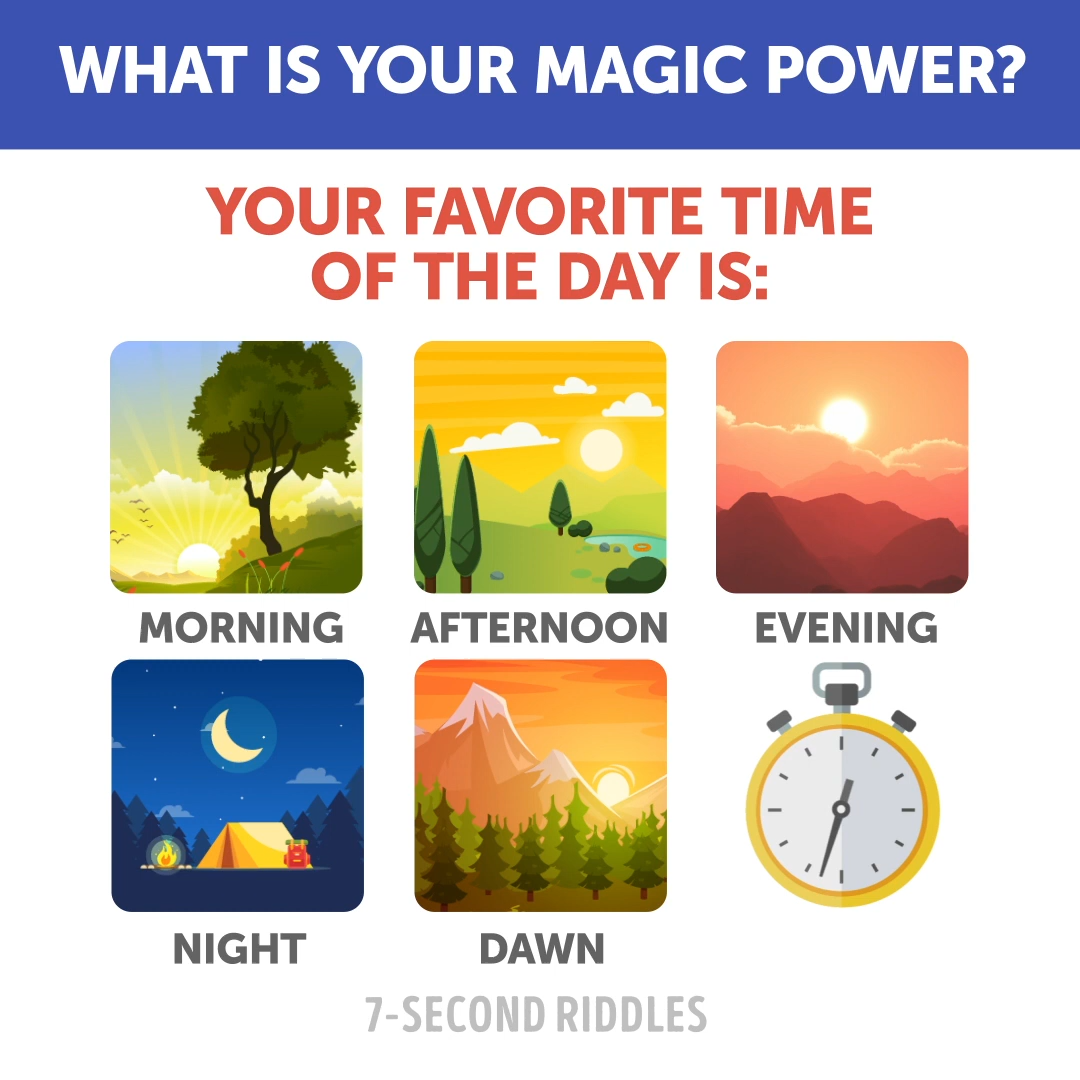 WHAT IS YOUR MAGIC POWER?
YOUR FAVORITE TIME
OF THE DAY IS:
MORNING
AFTERNOON
EVENING
NIGHT
DAWN
7-SECOND RIDDLES